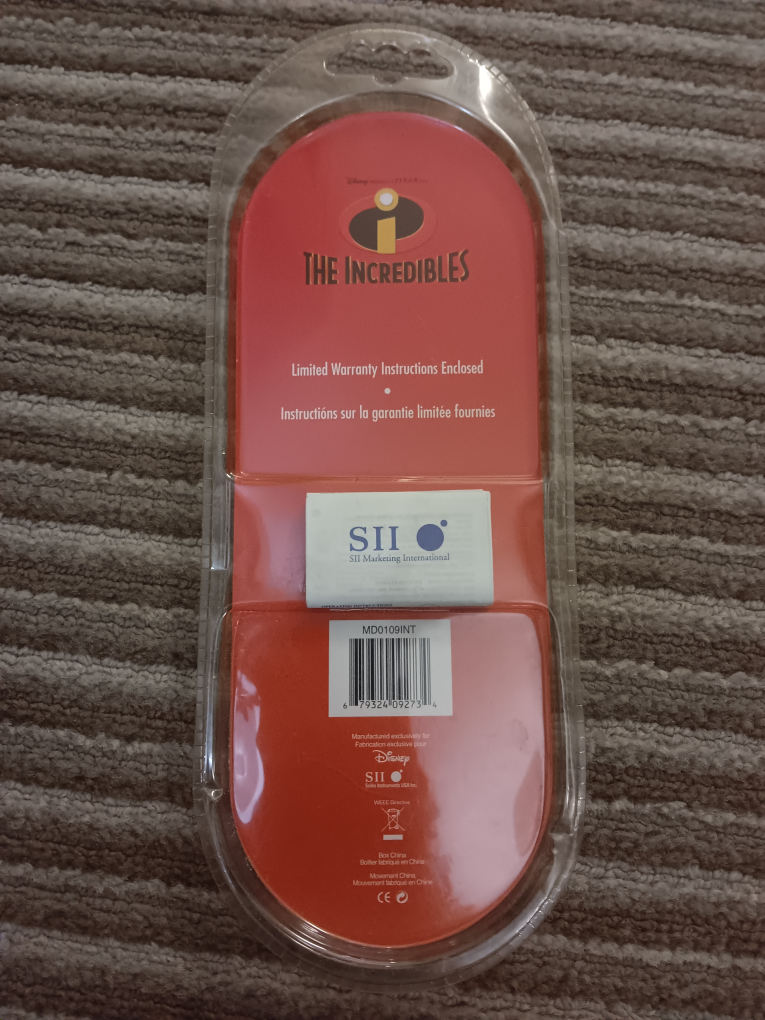 Disney
THE INCREDIBLES
Limited Warranty Instructions Enclosed
•
Instructións sur la garantie limitée fournies
SII
SII Marketing International
MD0109INT
6 79324 09273 4
Manufactured exclusively for
Fabrication exclusive pour
Disney
SII
Seiko Instruments USA Inc.
WEEE Directive
Box China
Boîtier fabriqué en Chine
Movement China
Mouvement fabriqué en Chine
CE